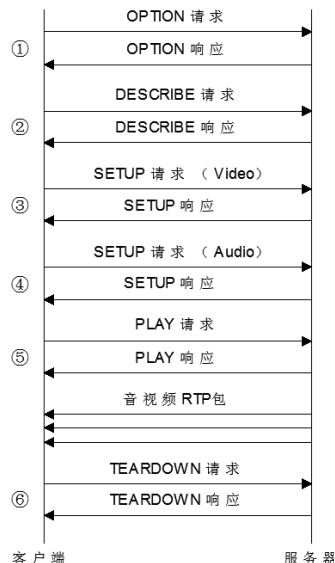 OPTION 请求
① OPTION 响应
DESCRIBE 请求
② DESCRIBE 响应
SETUP 请求 （Video）
③ SETUP 响应
SETUP 请求 （Audio）
④ SETUP 响应
PLAY 请求
⑤ PLAY 响应
音视频 RTP包
TEARDOWN 请求
⑥ TEARDOWN 响应
客户端 服务器